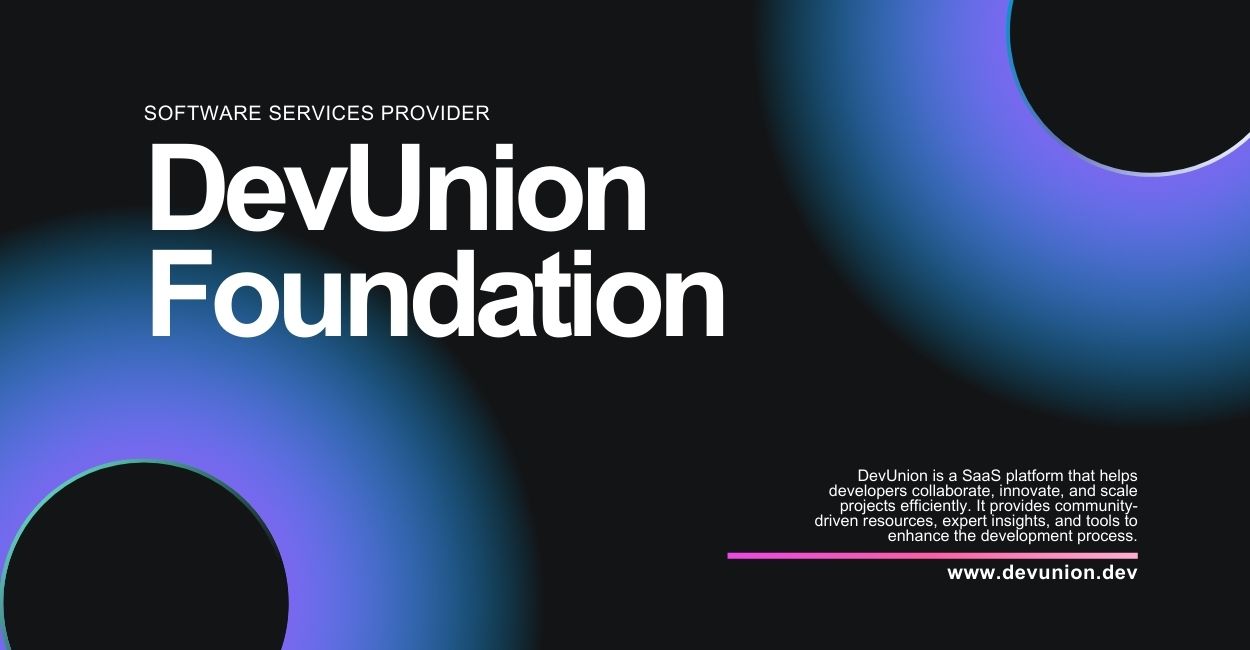 SOFTWARE SERVICES PROVIDER
DevUnion
Foundation
DevUnion is a SaaS platform that helps
developers collaborate, innovate, and scale
projects efficiently. It provides community-
driven resources, expert insights, and tools to
enhance the development process.
www.devunion.dev